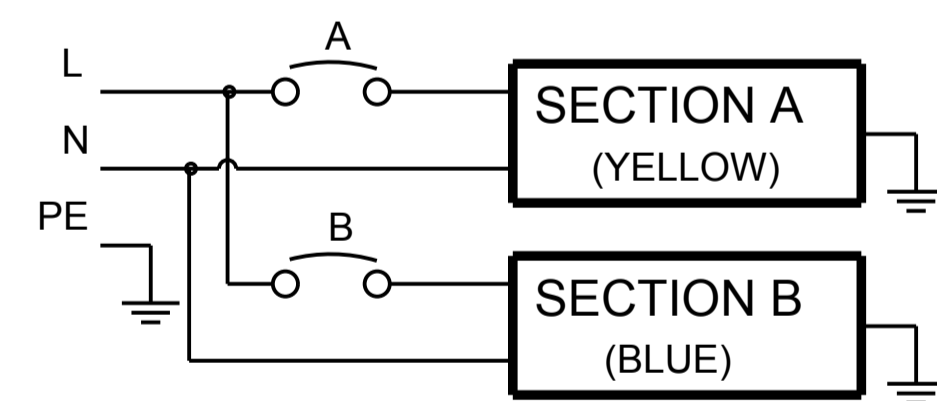 A
L
SECTION A
N
(YELLOW)
PE
B
SECTION B
(BLUE)